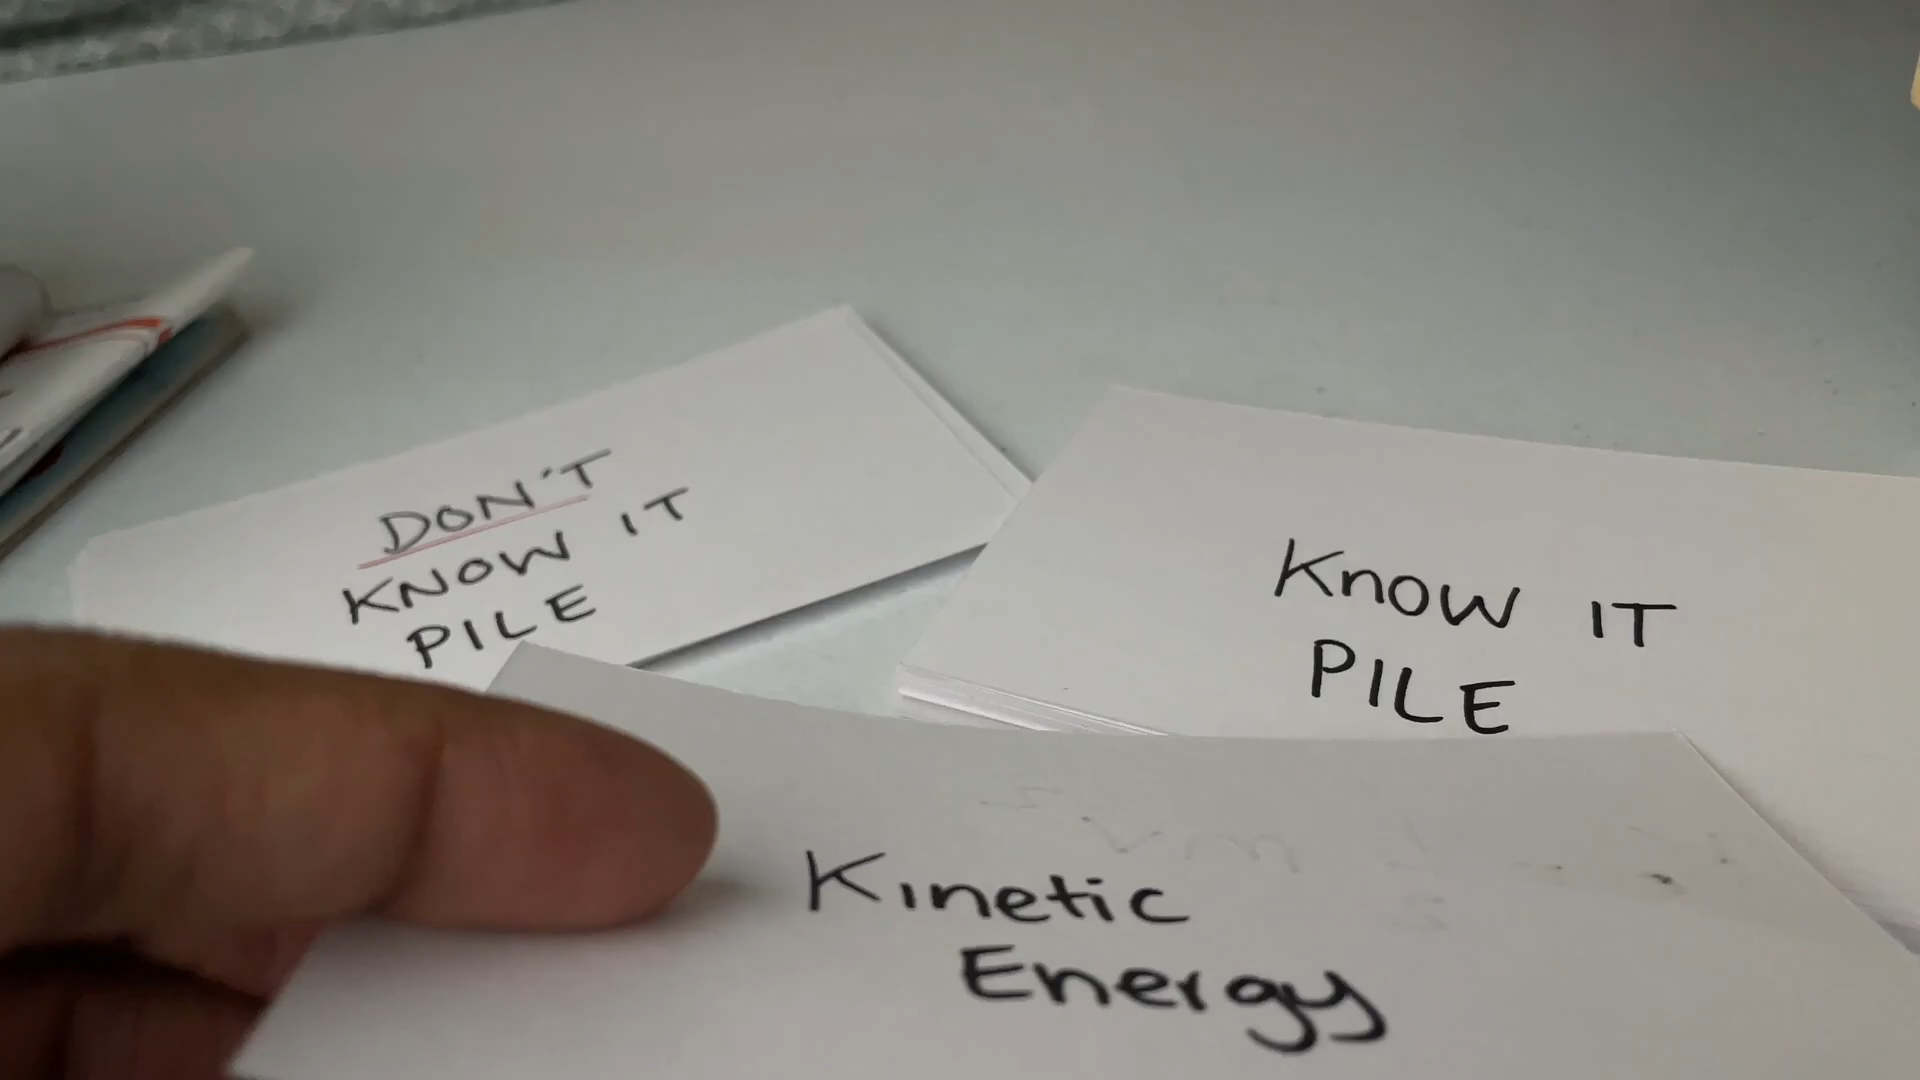 DON'T
KNOW IT
PILE
KNOW IT
PILE
Kinetic
Energy